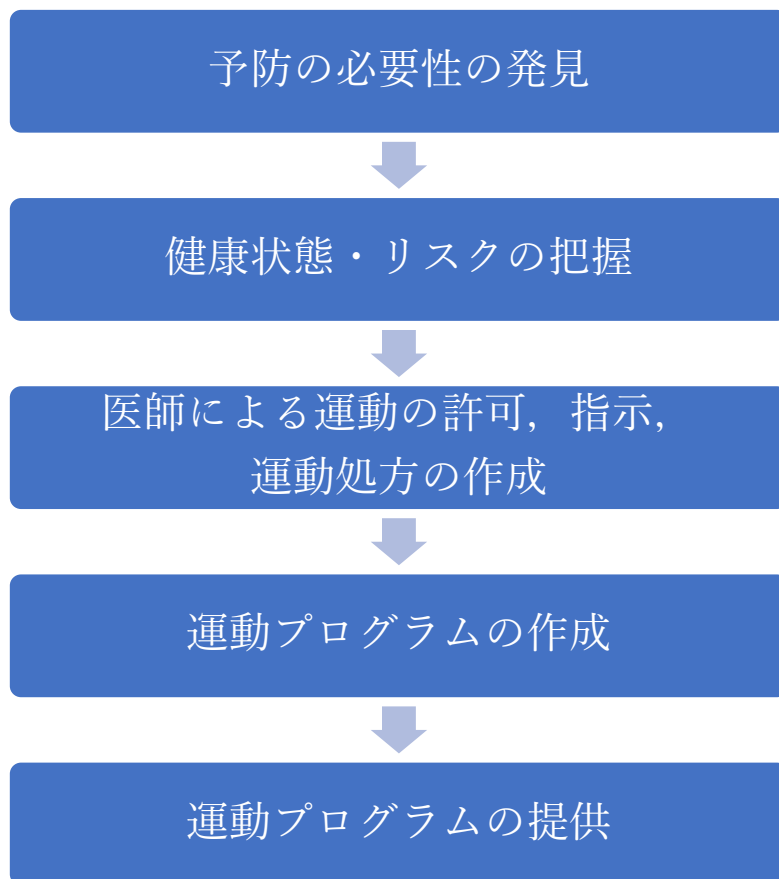 予防の必要性の発見
健康状態・リスクの把握
医師による運動の許可，指示，
運動処方の作成
運動プログラムの作成
運動プログラムの提供